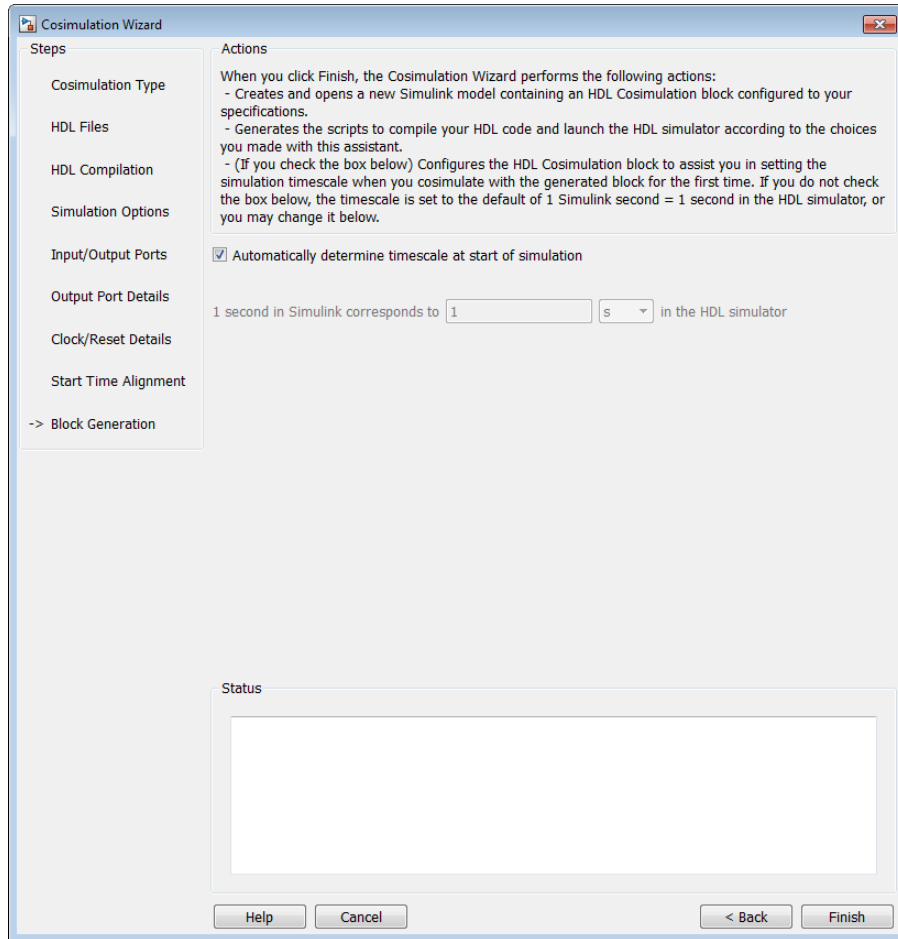 Cosimulation Wizard
Steps
Cosimulation Type
HDL Files
HDL Compilation
Simulation Options
Input/Output Ports
Output Port Details
Clock/Reset Details
Start Time Alignment
-> Block Generation
Actions
When you click Finish, the Cosimulation Wizard performs the following actions:
- Creates and opens a new Simulink model containing an HDL Cosimulation block configured to your
specifications.
- Generates the scripts to compile your HDL code and launch the HDL simulator according to the choices
you made with this assistant.
- (If you check the box below) Configures the HDL Cosimulation block to assist you in setting the
simulation timescale when you cosimulate with the generated block for the first time. If you do not check
the box below, the timescale is set to the default of 1 Simulink second = 1 second in the HDL simulator, or
you may change it below.
Automatically determine timescale at start of simulation
1 second in Simulink corresponds to 1 s in the HDL simulator
Status
Help Cancel < Back Finish